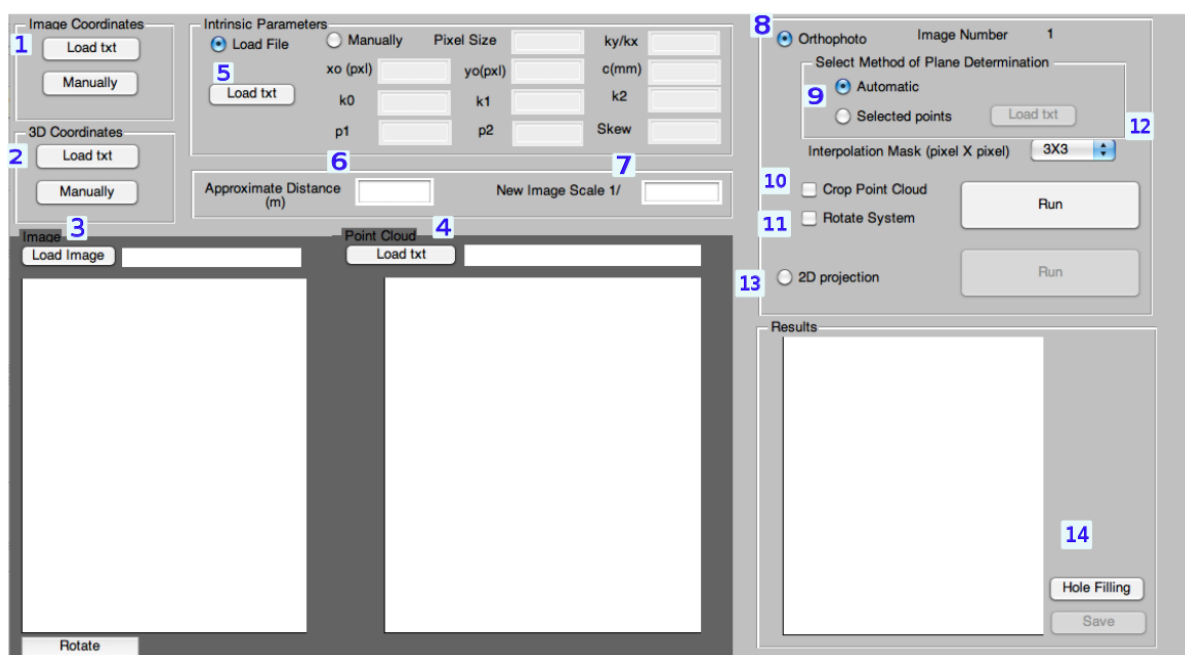 Image Coordinates
1
Load txt
Manually
3D Coordinates
2
Load txt
Manually
Intrinsic Parameters
Load File
Manually
Pixel Size
ky/kx
5
Load txt
xo (pxl)
yo(pxl)
c(mm)
k0
k1
k2
p1
p2
Skew
6
7
Approximate Distance
(m)
New Image Scale 1/
3
Image
Load Image
4
Point Cloud
Load txt
Rotate
8
Orthophoto
Image Number
1
Select Method of Plane Determination
9
Automatic
Selected points
Load txt
12
Interpolation Mask (pixel X pixel)
3X3
10
Crop Point Cloud
11
Rotate System
Run
13
2D projection
Run
Results
14
Hole Filling
Save